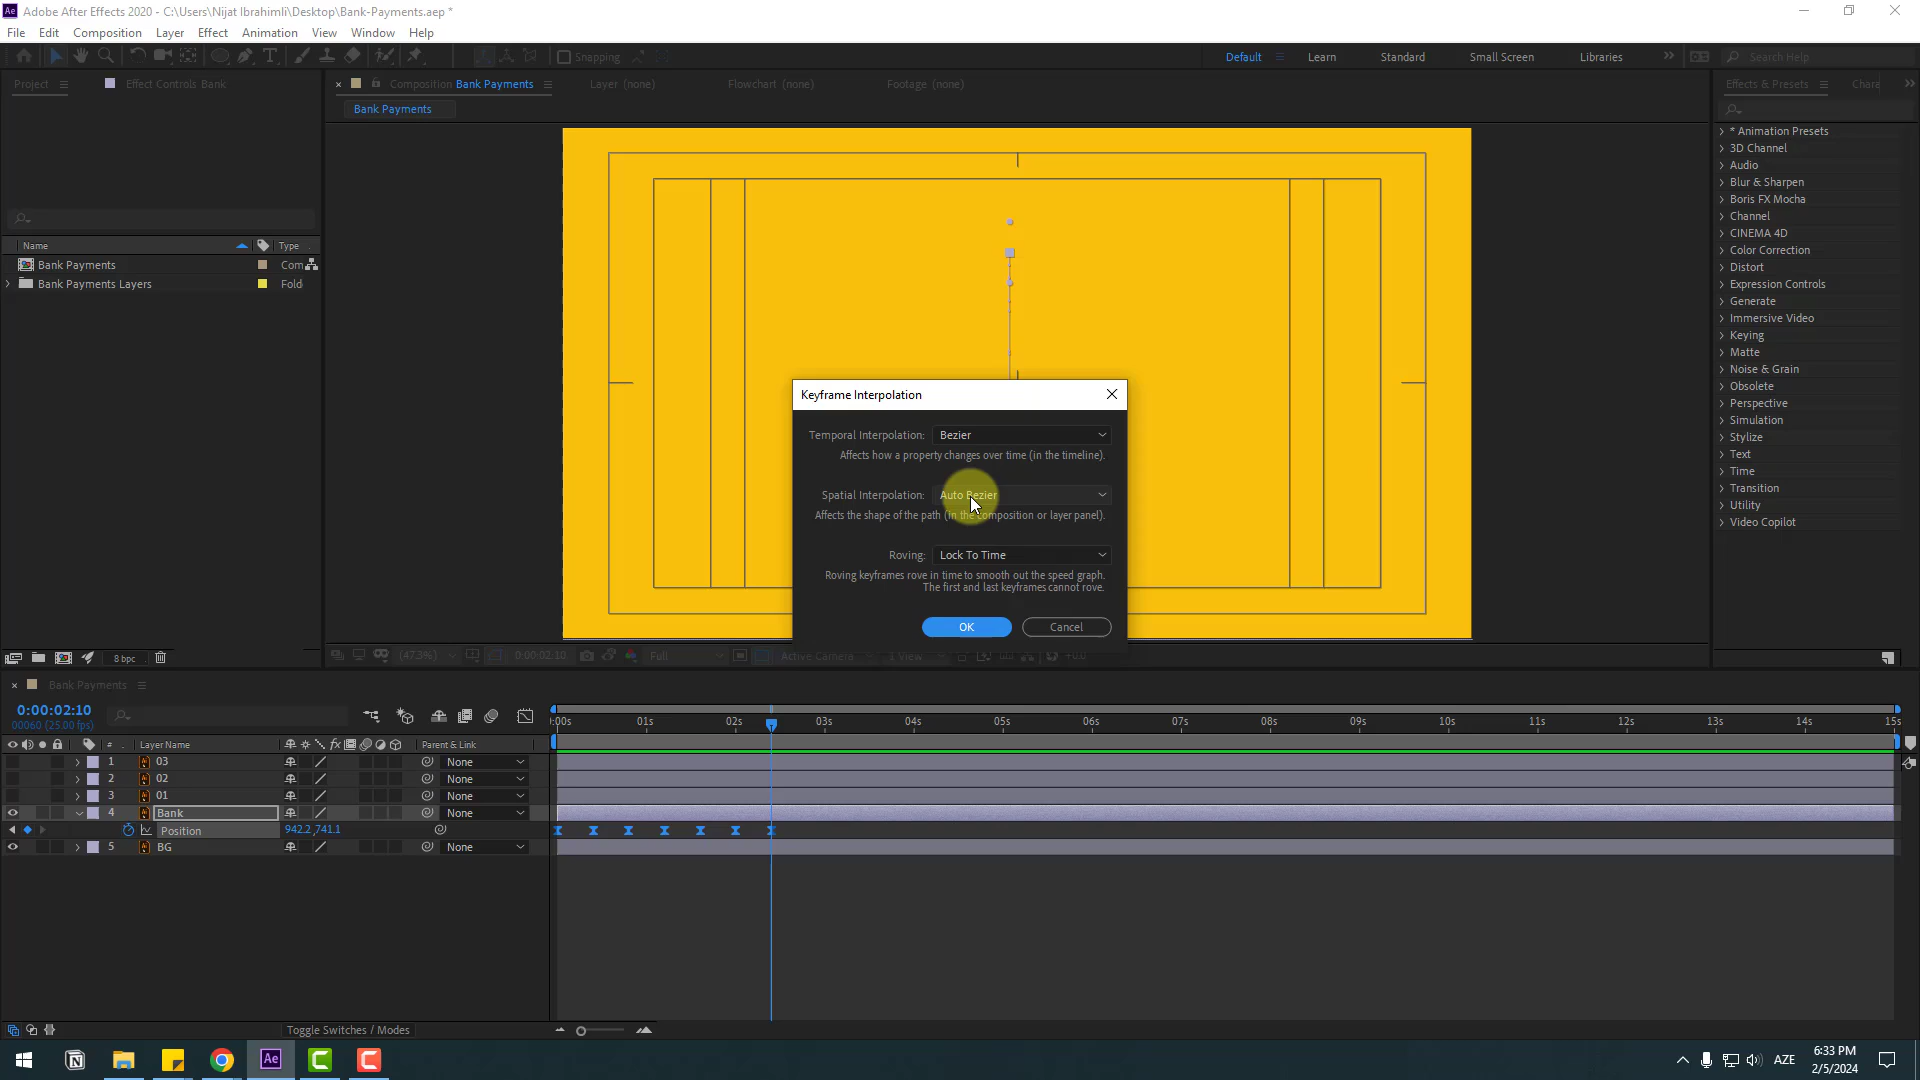 Adobe After Effects 2020 - C:\Users\Nijat Ibrahimli\Desktop\Bank-Payments.aep *
File Edit Composition Layer Effect Animation View Window Help
Snapping
Default Learn Standard Small Screen Libraries
Search Help
Project
Effect Controls Bank
Composition Bank Payments
Layer (none)
Flowchart (none)
Footage (none)
Effects & Presets
Bank Payments
* Animation Presets
3D Channel
Audio
Blur & Sharpen
Boris FX Mocha
Channel
CINEMA 4D
Color Correction
Distort
Expression Controls
Generate
Immersive Video
Keying
Matte
Noise & Grain
Obsolete
Perspective
Simulation
Stylize
Text
Time
Transition
Utility
Video Copilot
Name Type
Bank Payments Com
Bank Payments Layers Fold
Keyframe Interpolation
Temporal Interpolation: Bezier
Affects how a property changes over time (in the timeline).
Spatial Interpolation: Auto Bezier
Affects the shape of the path (in the composition or layer panel).
Roving: Lock To Time
Roving keyframes rove in time to smooth out the speed graph.
The first and last keyframes cannot rove.
OK Cancel
8 bpc
(47.3%) 0:00:02:10 Full Active Camera
Bank Payments
0:00:02:10
00060 (25.00 fps)
:00s 01s 02s 03s 04s 05s 06s 07s 08s 09s 10s 11s 12s 13s 14s 15s
# Layer Name Parent & Link
1 03 None
2 02 None
3 01 None
4 Bank None
Position 942.2,741.1
5 BG None
Toggle Switches / Modes
Ae
AZE
6:33 PM
2/5/2024